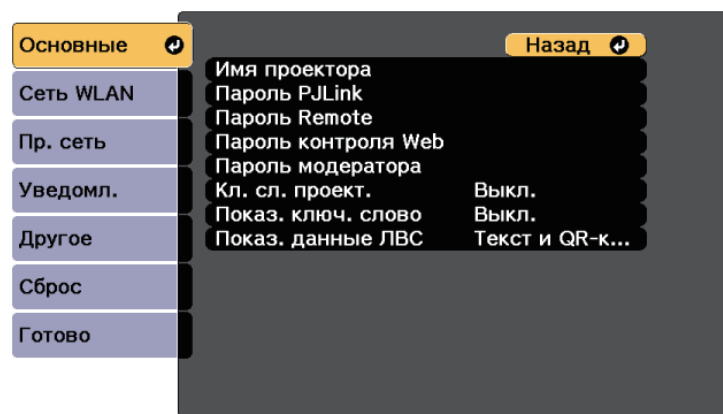 Основные
Сеть WLAN
Пр. сеть
Уведомл.
Другое
Сброс
Готово
Назад
Имя проектора
Пароль PJLink
Пароль Remote
Пароль контроля Web
Пароль модератора
Кл. сл. проект. Выкл.
Показ. ключ. слово Выкл.
Показ. данные ЛВС Текст и QR-к...